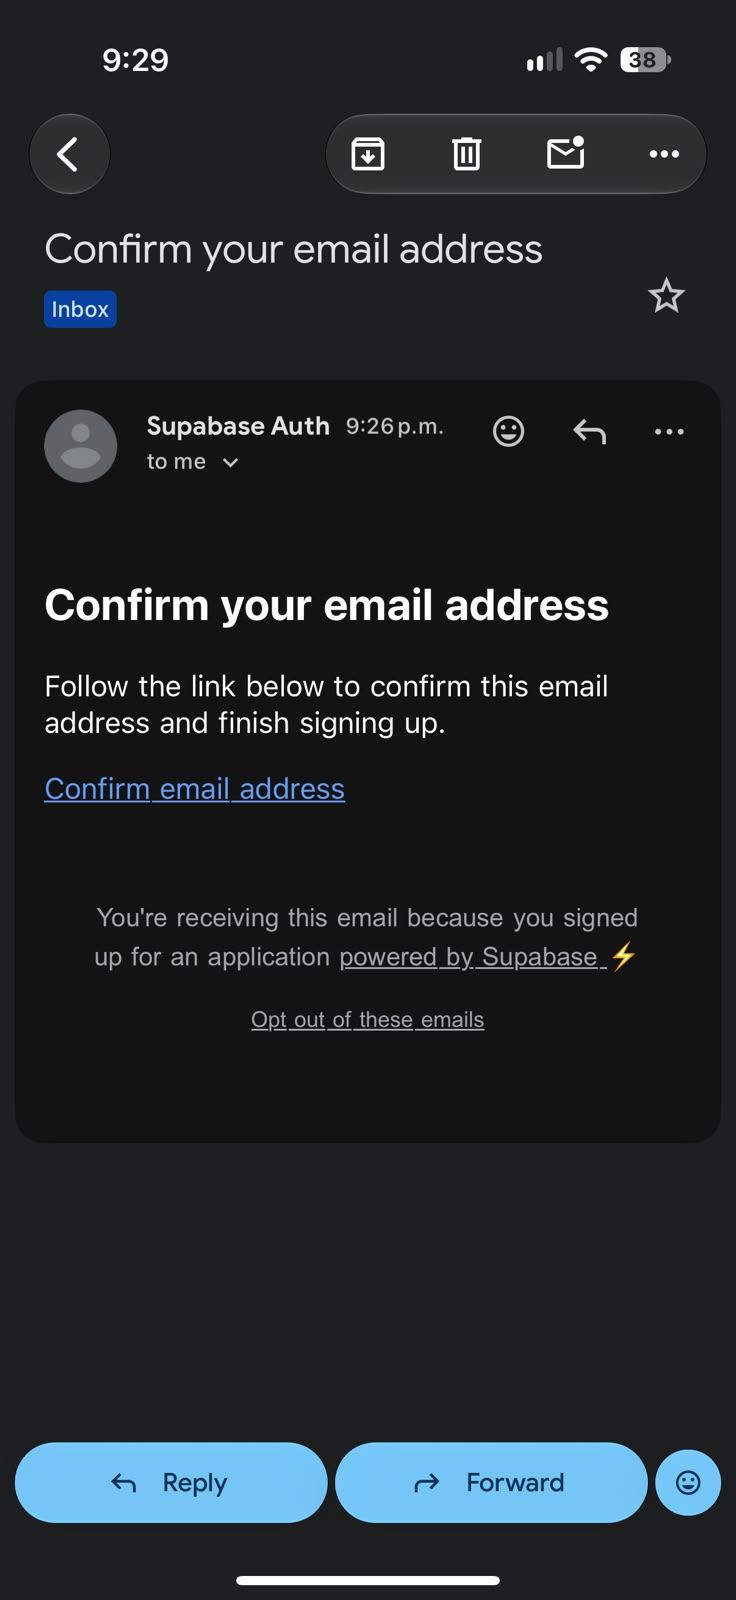 9:29
38
Confirm your email address
Inbox
Supabase Auth 9:26 p.m.
to me
Confirm your email address
Follow the link below to confirm this email
address and finish signing up.
Confirm email address
You're receiving this email because you signed
up for an application powered by Supabase ⚡
Opt out of these emails
Reply
Forward